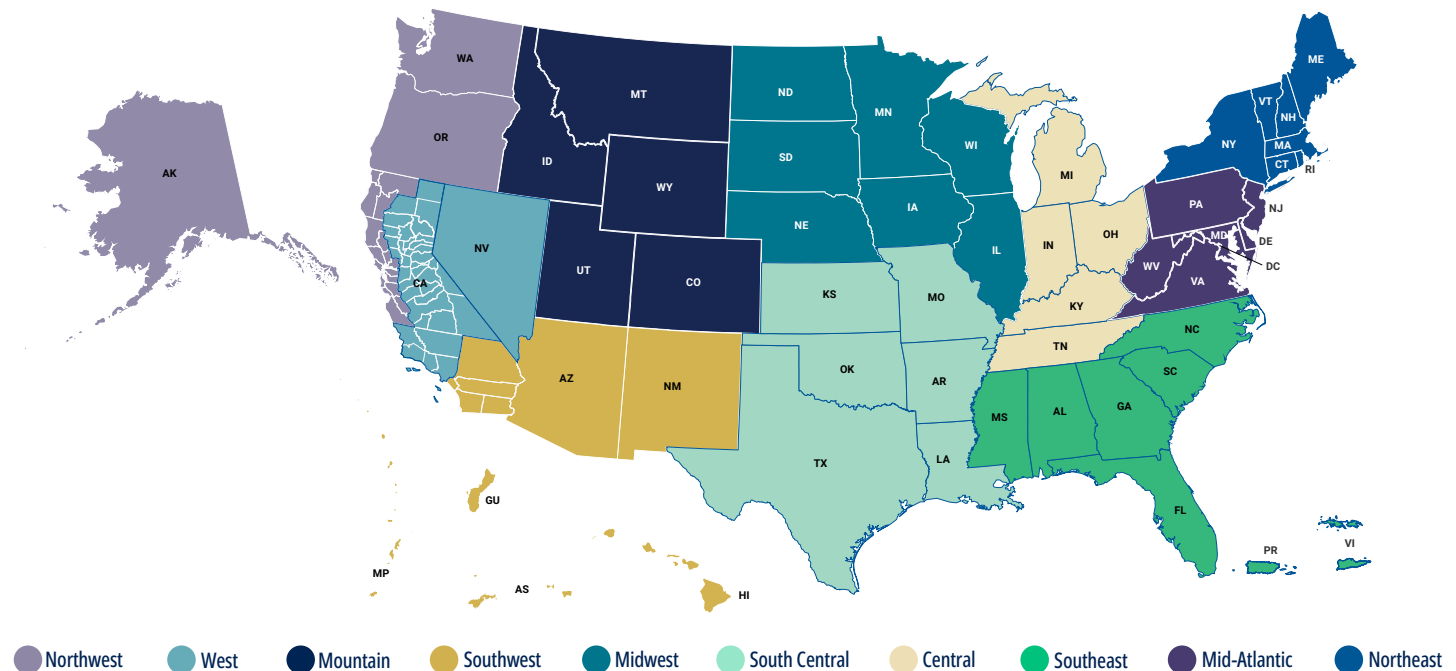 WA
ME
MT
ND
VT
MN
NH
OR
NY
MA
WI
SD
ID
CT
RI
AK
MI
WY
PA
IA
NJ
NE
OH
MD
DE
IN
NV
IL
WV
DC
UT
CO
VA
CA
KS
MO
KY
NC
TN
SC
OK
AZ
AR
NM
GA
MS
AL
TX
LA
GU
FL
VI
PR
MP
AS
HI
Northwest
West
Mountain
Southwest
Midwest
South Central
Central
Southeast
Mid-Atlantic
Northeast